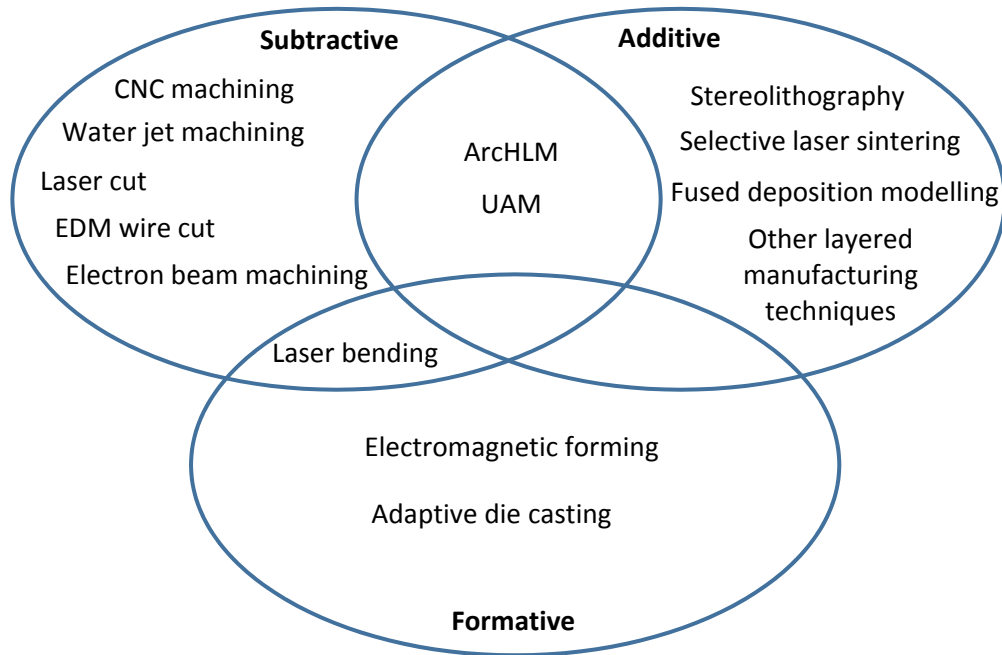 Subtractive
CNC machining
Water jet machining
Laser cut
EDM wire cut
Electron beam machining
ArcHLM
UAM
Additive
Stereolithography
Selective laser sintering
Fused deposition modelling
Other layered
manufacturing
techniques
Laser bending
Electromagnetic forming
Adaptive die casting
Formative